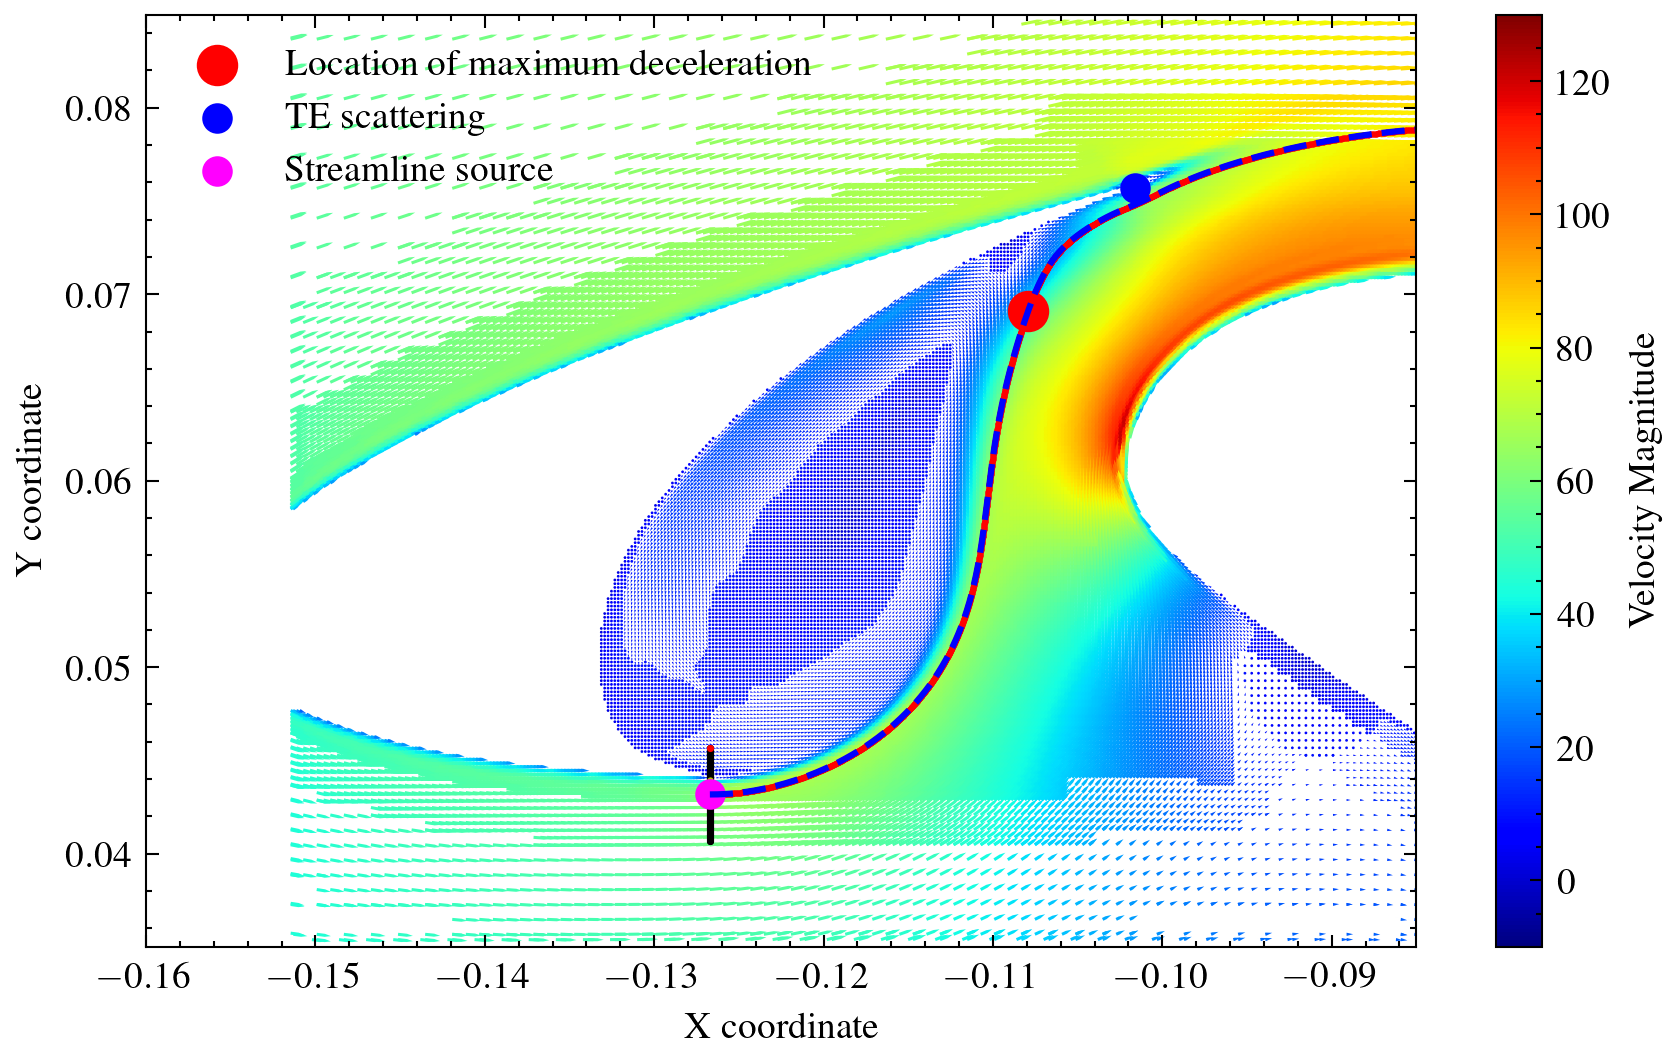 Location of maximum deceleration
TE scattering
Streamline source
0.08
0.07
0.06
0.05
0.04
Y coordinate
−0.16 −0.15 −0.14 −0.13 −0.12 −0.11 −0.10 −0.09
X coordinate
120
100
80
60
40
20
0
Velocity Magnitude